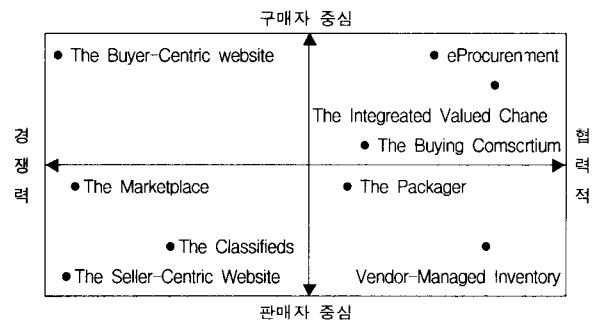 구매자 중심
The Buyer-Centric website
eProcurenment
The Integreated Valued Chane
The Buying Comscrtium
경쟁력
협력적
The Marketplace
The Packager
The Classifieds
The Seller-Centric Website
Vendor-Managed Inventory
판매자 중심